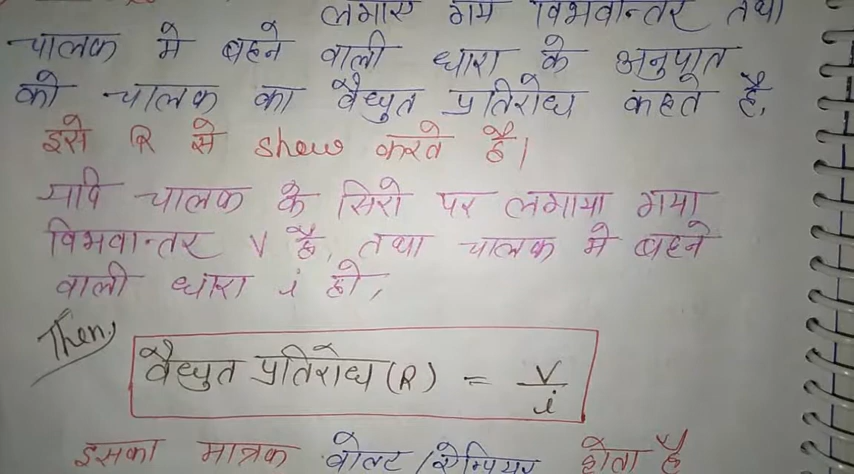 लगाए गये विभवान्तर तथा
चालक मे बहने वाली धारा के अनुपात
को चालक का वैधुत प्रतिरोध कहते है,
इसे R से show करते है।
यदि चालक के सिरो पर लगाया गया
विभवान्तर V है, तथा चालक मे बहने
वाली धारा i हो,
Then,
वैधुत प्रतिरोध (R) = V/i
इसका मात्रक वोल्ट/ऐम्पियर होता है